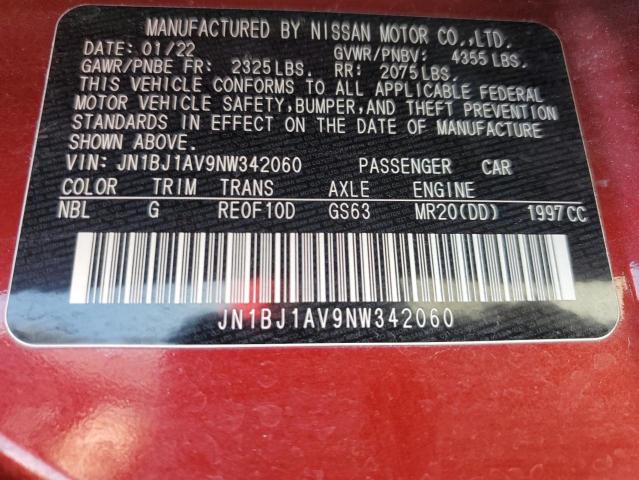 MANUFACTURED BY NISSAN MOTOR CO.,LTD.
DATE: 01/22 GVWR/PNBV: 4355 LBS.
GAWR/PNBE FR: 2325 LBS. RR: 2075 LBS.
THIS VEHICLE CONFORMS TO ALL APPLICABLE FEDERAL
MOTOR VEHICLE SAFETY, BUMPER, AND THEFT PREVENTION
STANDARDS IN EFFECT ON THE DATE OF MANUFACTURE
SHOWN ABOVE.
VIN: JN1BJ1AV9NW342060 PASSENGER CAR
COLOR TRIM TRANS AXLE ENGINE
NBL G RE0F10D GS63 MR20(DD) 1997 CC
JN1BJ1AV9NW342060